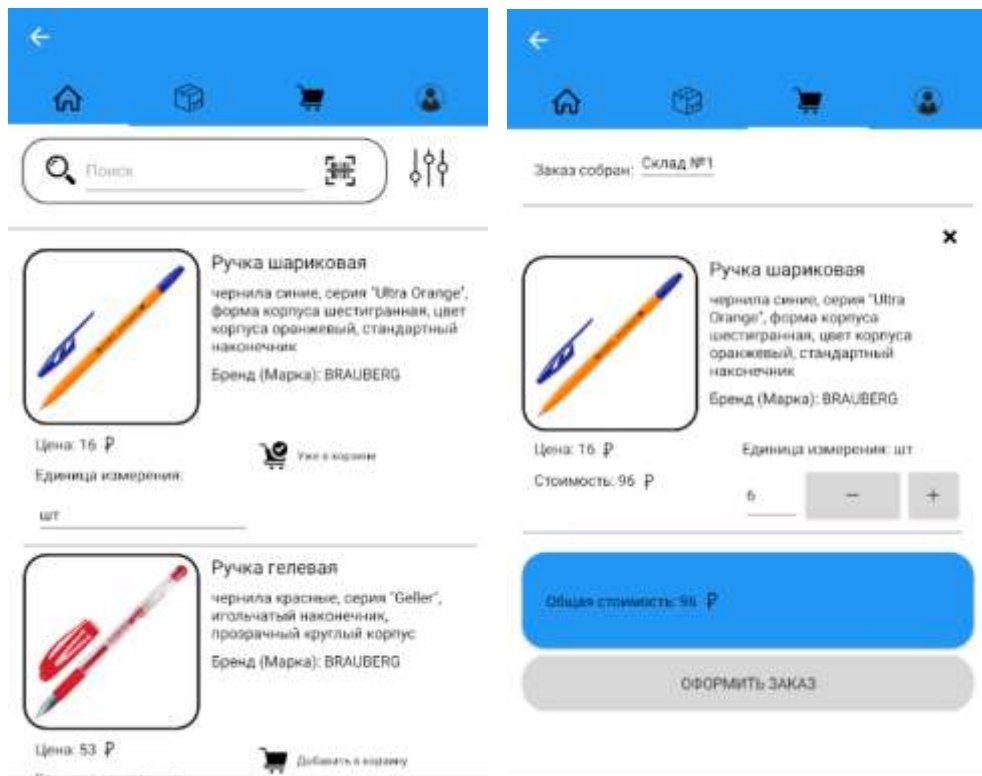 Поиск
Ручка шариковая
чернила синие, серия "Ultra Orange",
форма корпуса шестигранная, цвет
корпуса оранжевый, стандартный
наконечник
Бренд (Марка): BRAUBERG
Цена: 16 ₽
Уже в корзине
Единица измерения:
шт
Ручка гелевая
чернила красные, серия "Geller",
игольчатый наконечник,
прозрачный круглый корпус
Бренд (Марка): BRAUBERG
Цена: 53 ₽
Добавить в корзину
Заказ собран: Склад №1
Ручка шариковая
чернила синие, серия "Ultra
Orange", форма корпуса
шестигранная, цвет корпуса
оранжевый, стандартный
наконечник
Бренд (Марка): BRAUBERG
Цена: 16 ₽
Единица измерения: шт
Стоимость: 96 ₽
6 − +
Общая стоимость: 96 ₽
ОФОРМИТЬ ЗАКАЗ